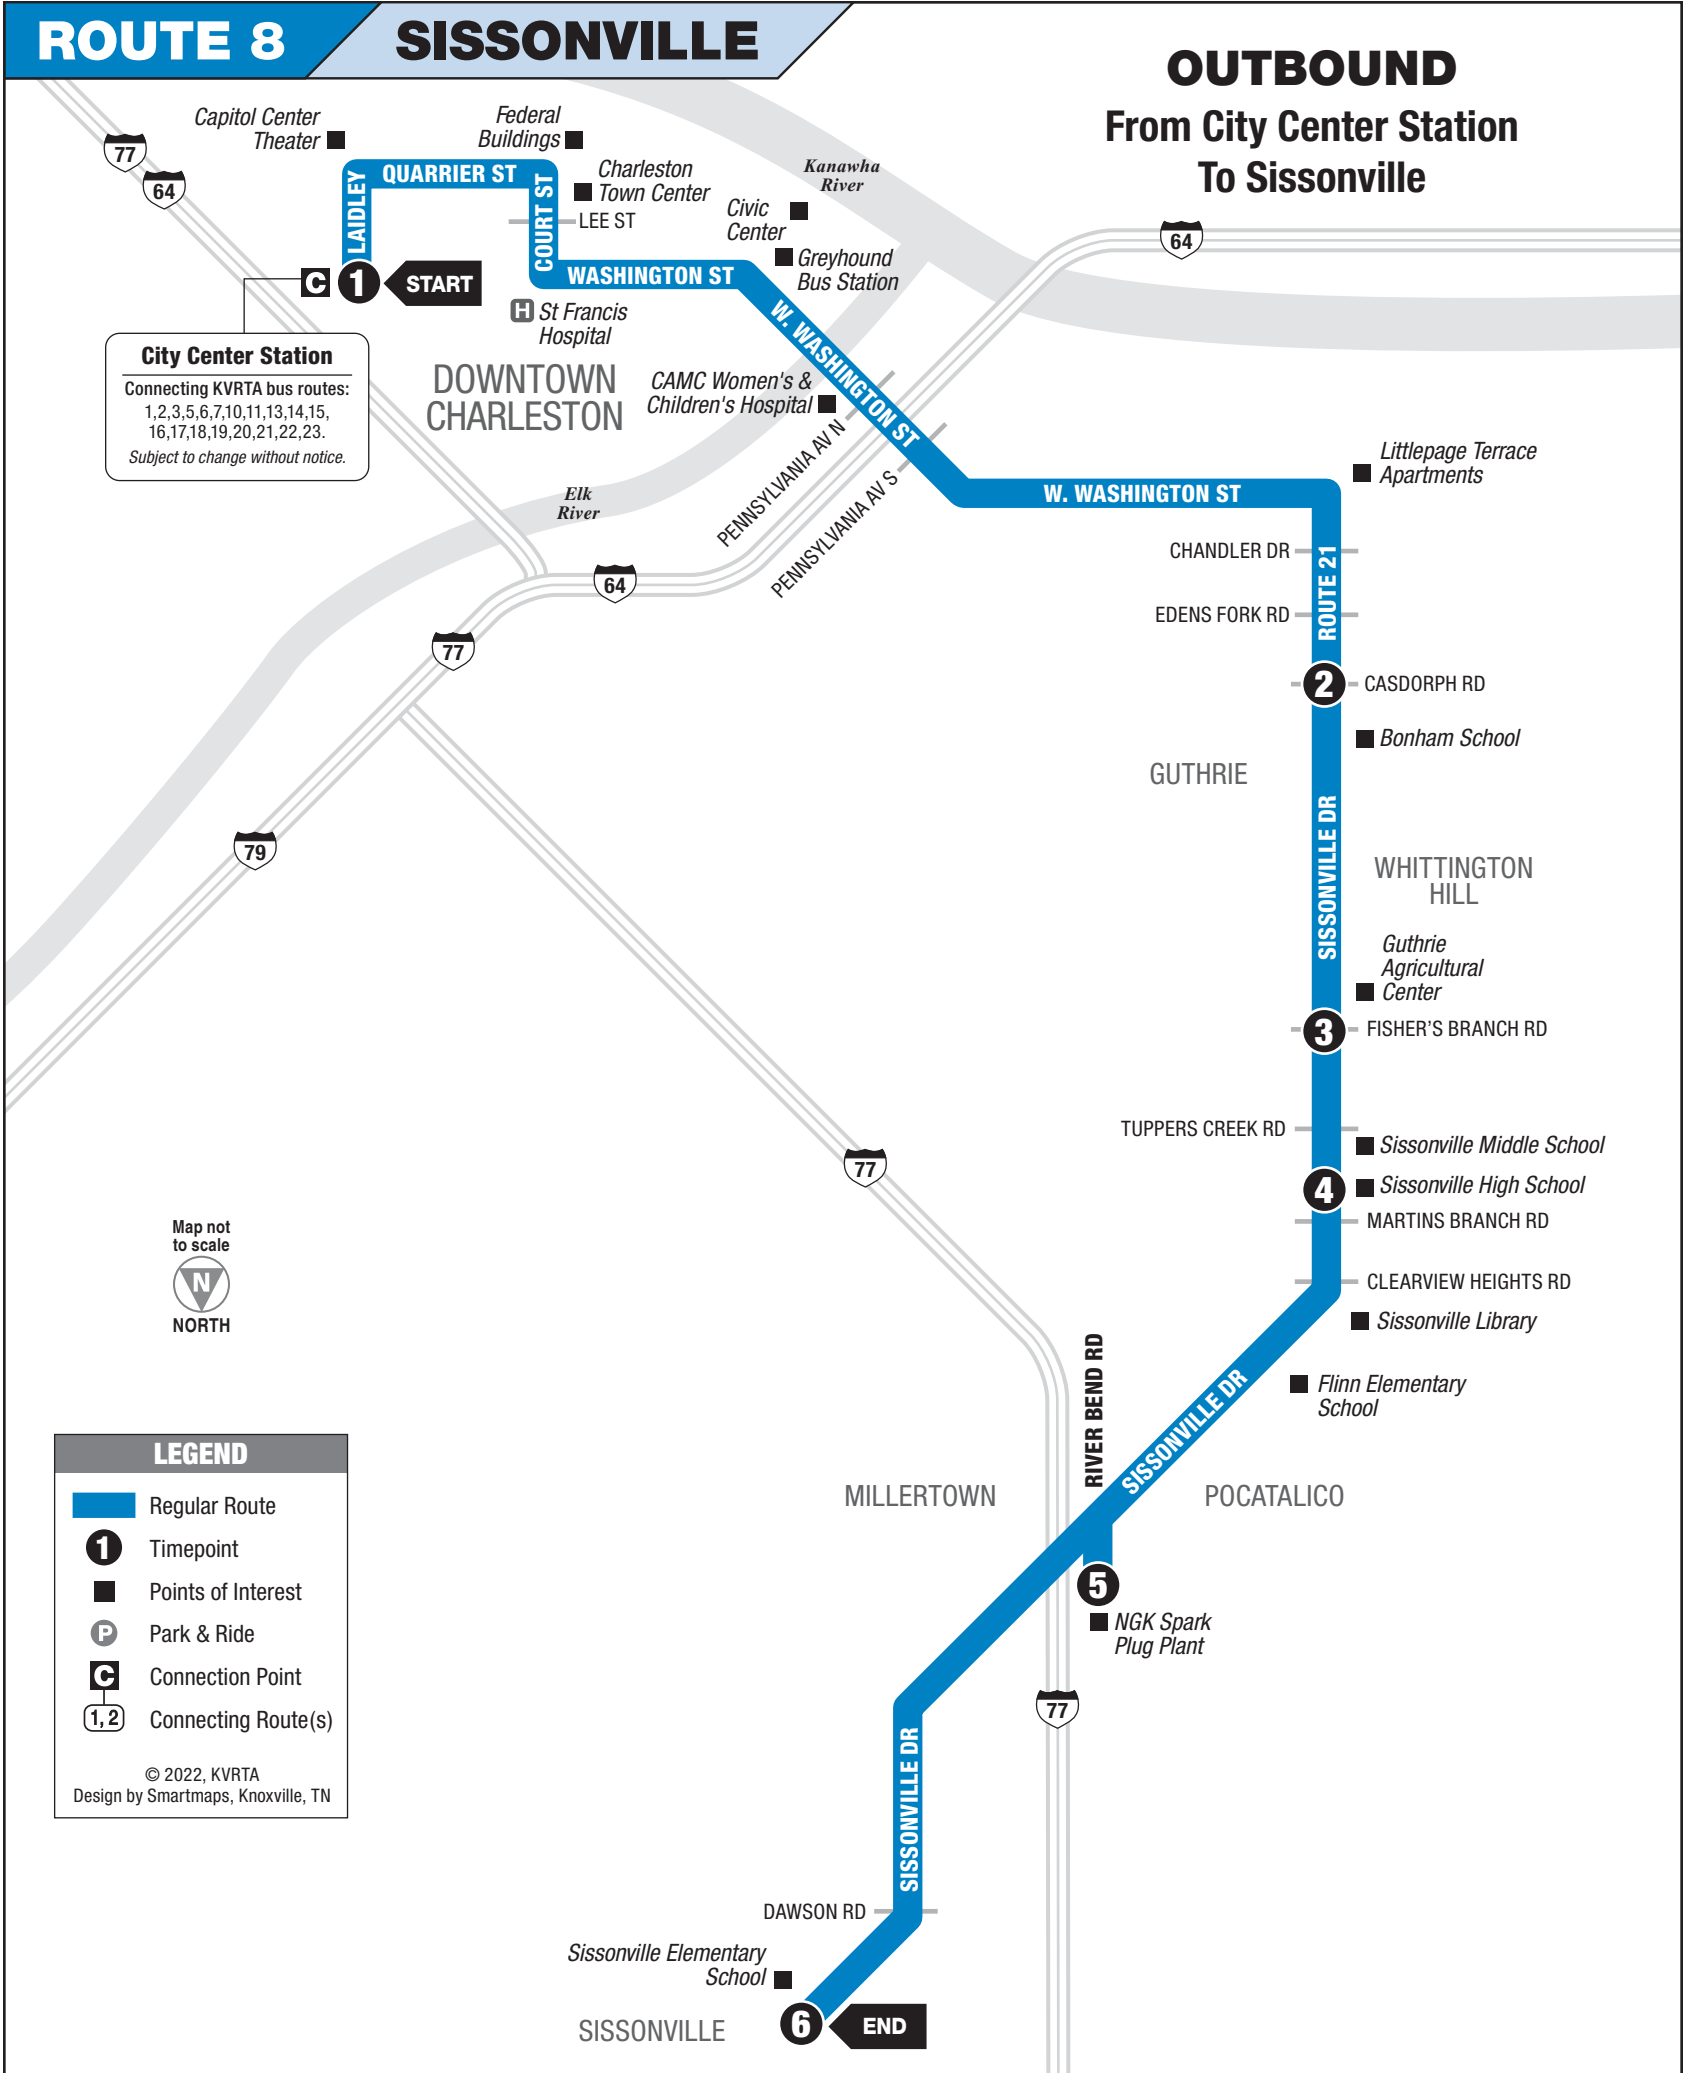 ROUTE 8
SISSONVILLE
OUTBOUND
From City Center Station
To Sissonville
Capitol Center
Theater
Federal
Buildings
77
64
LAIDLEY
QUARRIER ST
COURT ST
Charleston
Town Center
LEE ST
Kanawha
River
Civic
Center
Greyhound
Bus Station
64
C
1
START
WASHINGTON ST
H
St Francis
Hospital
W. WASHINGTON ST
City Center Station
Connecting KVRTA bus routes:
1,2,3,5,6,7,10,11,13,14,15,
16,17,18,19,20,21,22,23.
Subject to change without notice.
DOWNTOWN
CHARLESTON
CAMC Women's &
Children's Hospital
PENNSYLVANIA AV N
PENNSYLVANIA AV S
Elk
River
W. WASHINGTON ST
Littlepage Terrace
Apartments
CHANDLER DR
ROUTE 21
EDENS FORK RD
64
77
2
CASDORPH RD
Bonham School
GUTHRIE
SISSONVILLE DR
79
WHITTINGTON
HILL
Guthrie
Agricultural
Center
3
FISHER'S BRANCH RD
TUPPERS CREEK RD
Sissonville Middle School
77
4
Sissonville High School
MARTINS BRANCH RD
CLEARVIEW HEIGHTS RD
Sissonville Library
Map not
to scale
N
NORTH
RIVER BEND RD
SISSONVILLE DR
Flinn Elementary
School
MILLERTOWN
POCATALICO
5
NGK Spark
Plug Plant
77
LEGEND
Regular Route
1
Timepoint
Points of Interest
P
Park & Ride
C
Connection Point
1, 2
Connecting Route(s)
© 2022, KVRTA
Design by Smartmaps, Knoxville, TN
SISSONVILLE DR
DAWSON RD
Sissonville Elementary
School
SISSONVILLE
6
END